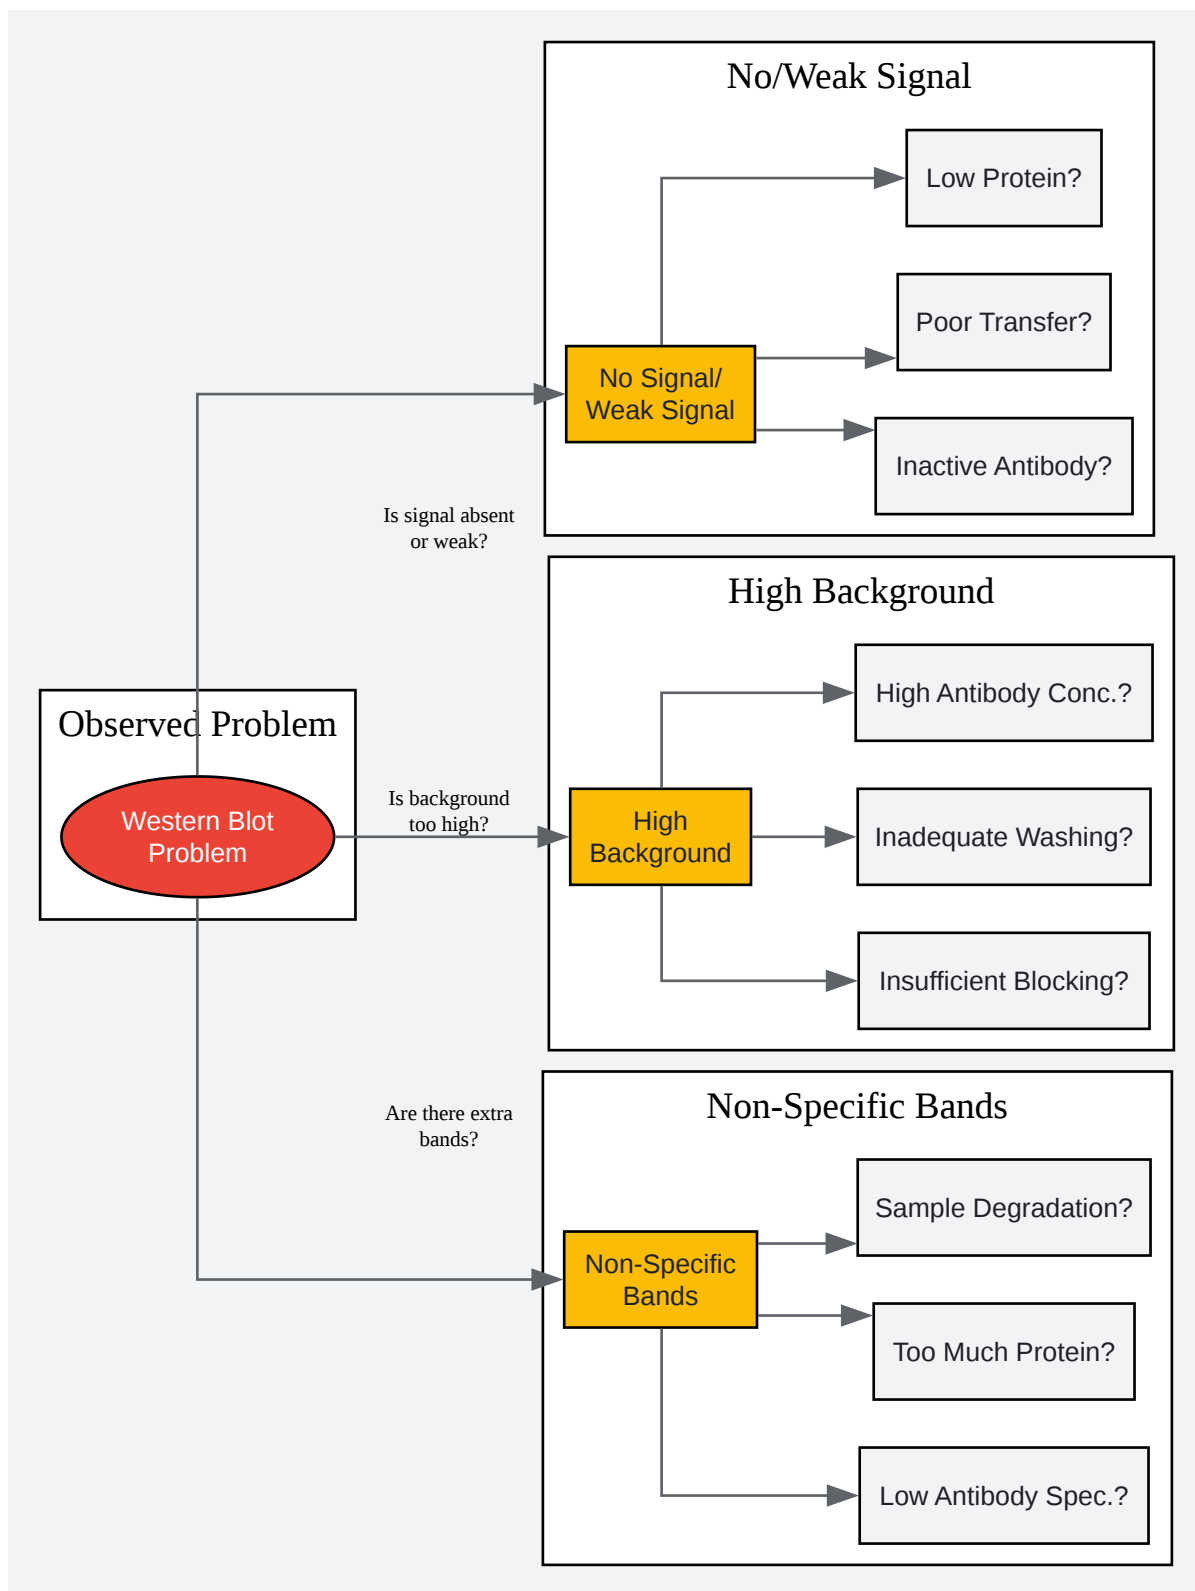 No/Weak Signal
Low Protein?
Poor Transfer?
No Signal/
Weak Signal
Inactive Antibody?
Is signal absent
or weak?
High Background
High Antibody Conc.?
Observed Problem
Western Blot
Problem
Is background
too high?
High
Background
Inadequate Washing?
Insufficient Blocking?
Are there extra
bands?
Non-Specific Bands
Sample Degradation?
Non-Specific
Bands
Too Much Protein?
Low Antibody Spec.?